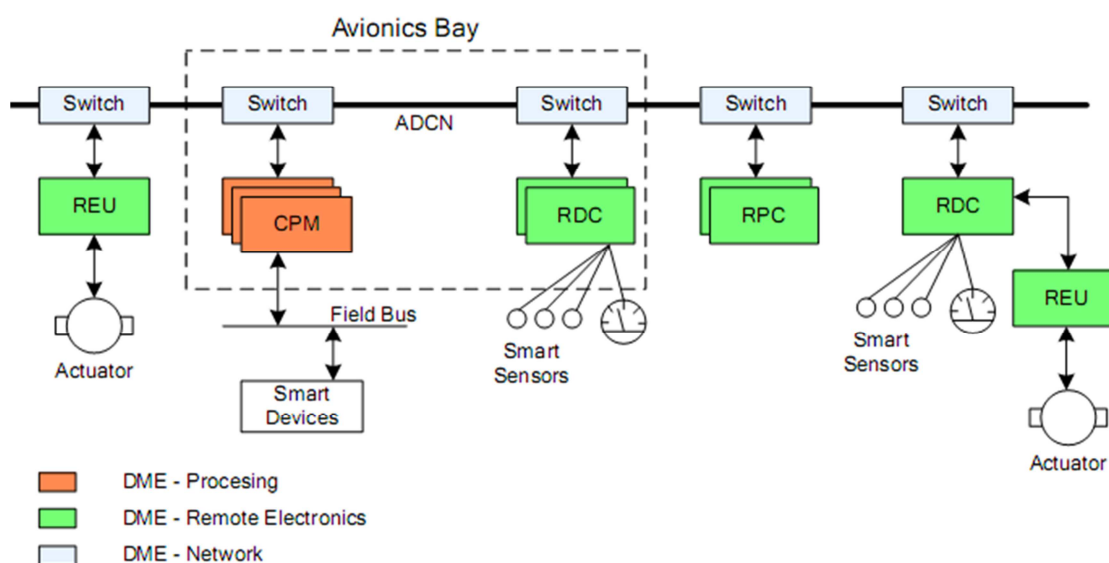 Avionics Bay
Switch
Switch
Switch
Switch
Switch
ADCN
REU
CPM
RDC
RPC
RDC
REU
Field Bus
Actuator
Smart
Devices
Smart
Sensors
Smart
Sensors
Actuator
DME - Procesing
DME - Remote Electronics
DME - Network